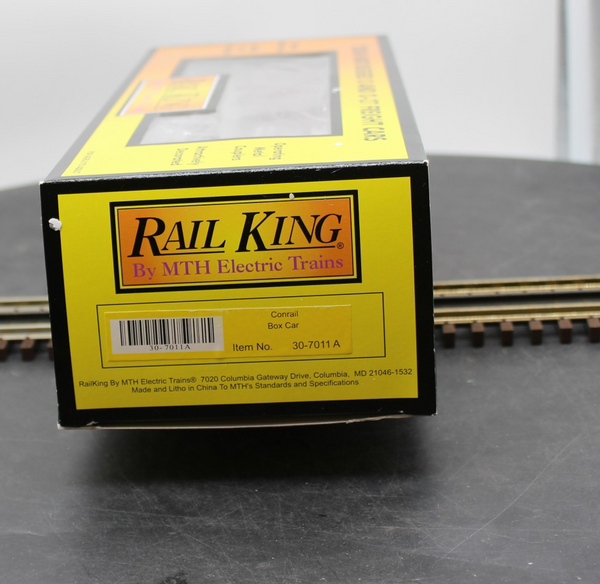 RAIL KING
RAIL KING®
By MTH Electric Trains
Conrail
Box Car
30-7011A
Item No. 30-7011 A
RailKing By MTH Electric Trains® 7020 Columbia Gateway Drive, Columbia, MD 21046-1532
Made and Litho in China To MTH's Standards and Specifications